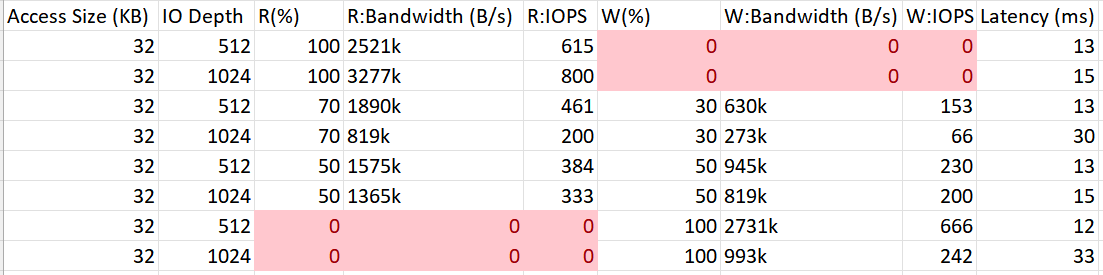 Access Size (KB) IO Depth R(%) R:Bandwidth (B/s) R:IOPS W(%) W:Bandwidth (B/s) W:IOPS Latency (ms)
32 512 100 2521k 615 0 0 0 13
32 1024 100 3277k 800 0 0 0 15
32 512 70 1890k 461 30 630k 153 13
32 1024 70 819k 200 30 273k 66 30
32 512 50 1575k 384 50 945k 230 13
32 1024 50 1365k 333 50 819k 200 15
32 512 0 0 0 100 2731k 666 12
32 1024 0 0 0 100 993k 242 33